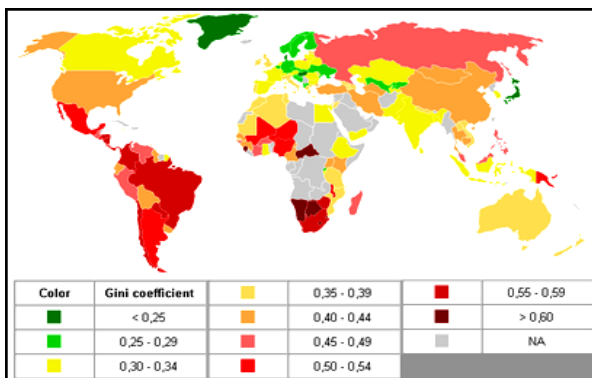 Color Gini coefficient 0,35 - 0,39 0,55 - 0,59
< 0,25 0,40 - 0,44 > 0,60
0,25 - 0,29 0,45 - 0,49 NA
0,30 - 0,34 0,50 - 0,54